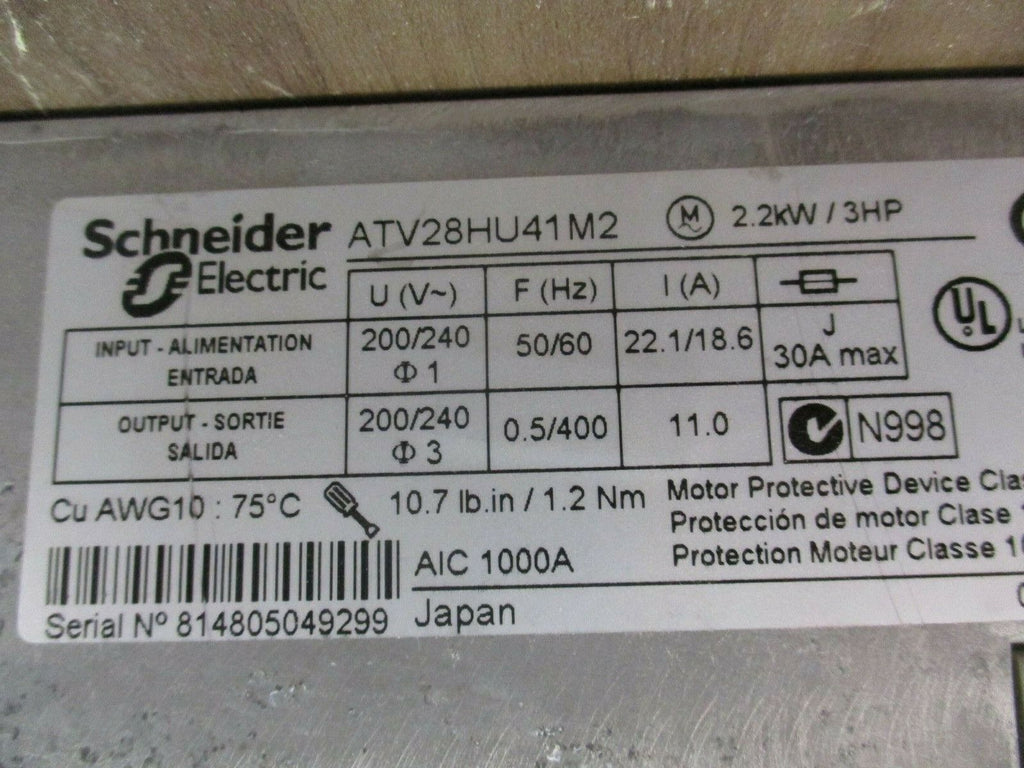 Schneider Electric ATV28HU41M2 M 2.2kW / 3HP
U (V~) F (Hz) I (A)
INPUT - ALIMENTATION ENTRADA 200/240 Φ 1 50/60 22.1/18.6 J 30A max
UL
OUTPUT - SORTIE SALIDA 200/240 Φ 3 0.5/400 11.0
N998
Cu AWG10 : 75°C 10.7 lb.in / 1.2 Nm
Motor Protective Device
Protección de motor Clase
Protection Moteur Classe
AIC 1000A
Serial Nº 814805049299
Japan